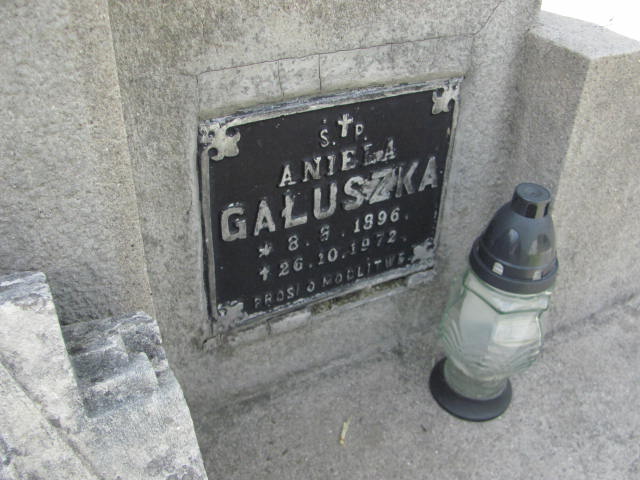 Ś. † P.
ANIELA
GAŁUSZKA
* 8. 8. 1896.
† 26.10.1972.
PROSI O MODLITWĘ